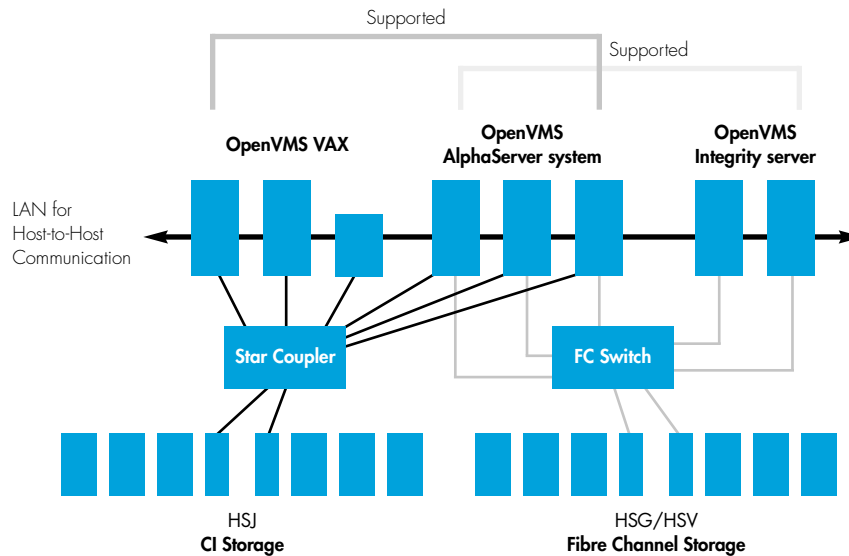 Supported
Supported
OpenVMS VAX
OpenVMS
AlphaServer system
OpenVMS
Integrity server
LAN for
Host-to-Host
Communication
Star Coupler
FC Switch
HSJ
CI Storage
HSG/HSV
Fibre Channel Storage